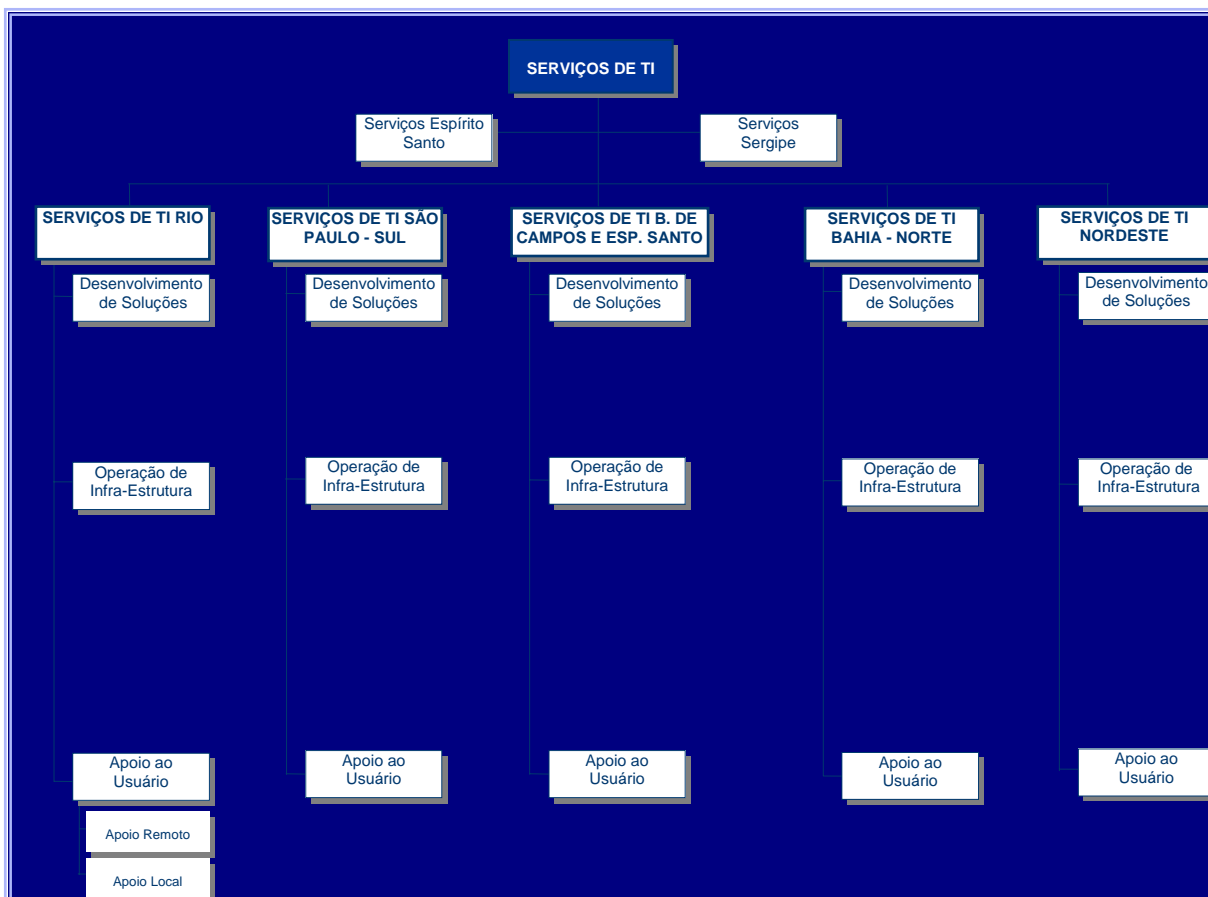 SERVIÇOS DE TI
Serviços Espírito
Santo
Serviços
Sergipe
SERVIÇOS DE TI RIO
SERVIÇOS DE TI SÃO
PAULO - SUL
SERVIÇOS DE TI B. DE
CAMPOS E ESP. SANTO
SERVIÇOS DE TI
BAHIA - NORTE
SERVIÇOS DE TI
NORDESTE
Desenvolvimento
de Soluções
Desenvolvimento
de Soluções
Desenvolvimento
de Soluções
Desenvolvimento
de Soluções
Desenvolvimento
de Soluções
Operação de
Infra-Estrutura
Operação de
Infra-Estrutura
Operação de
Infra-Estrutura
Operação de
Infra-Estrutura
Operação de
Infra-Estrutura
Apoio ao
Usuário
Apoio ao
Usuário
Apoio ao
Usuário
Apoio ao
Usuário
Apoio ao
Usuário
Apoio Remoto
Apoio Local